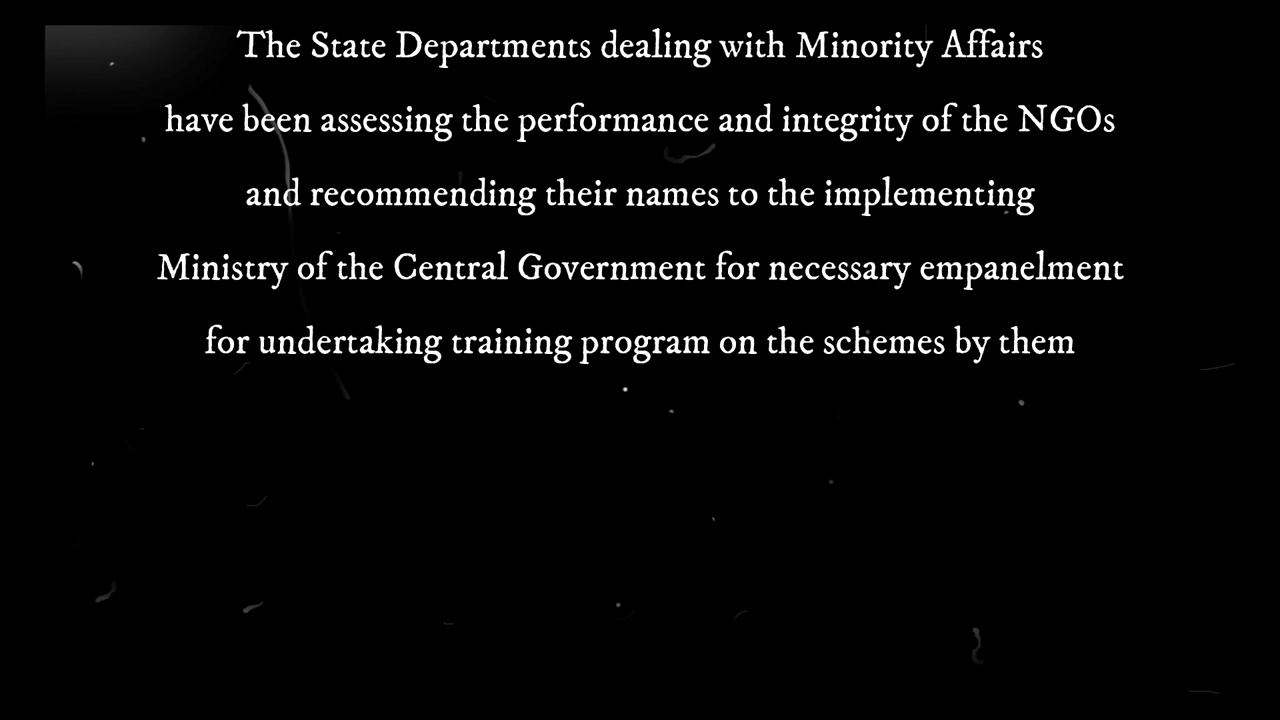 The State Departments dealing with Minority Affairs
have been assessing the performance and integrity of the NGOs
and recommending their names to the implementing
Ministry of the Central Government for necessary empanelment
for undertaking training program on the schemes by them